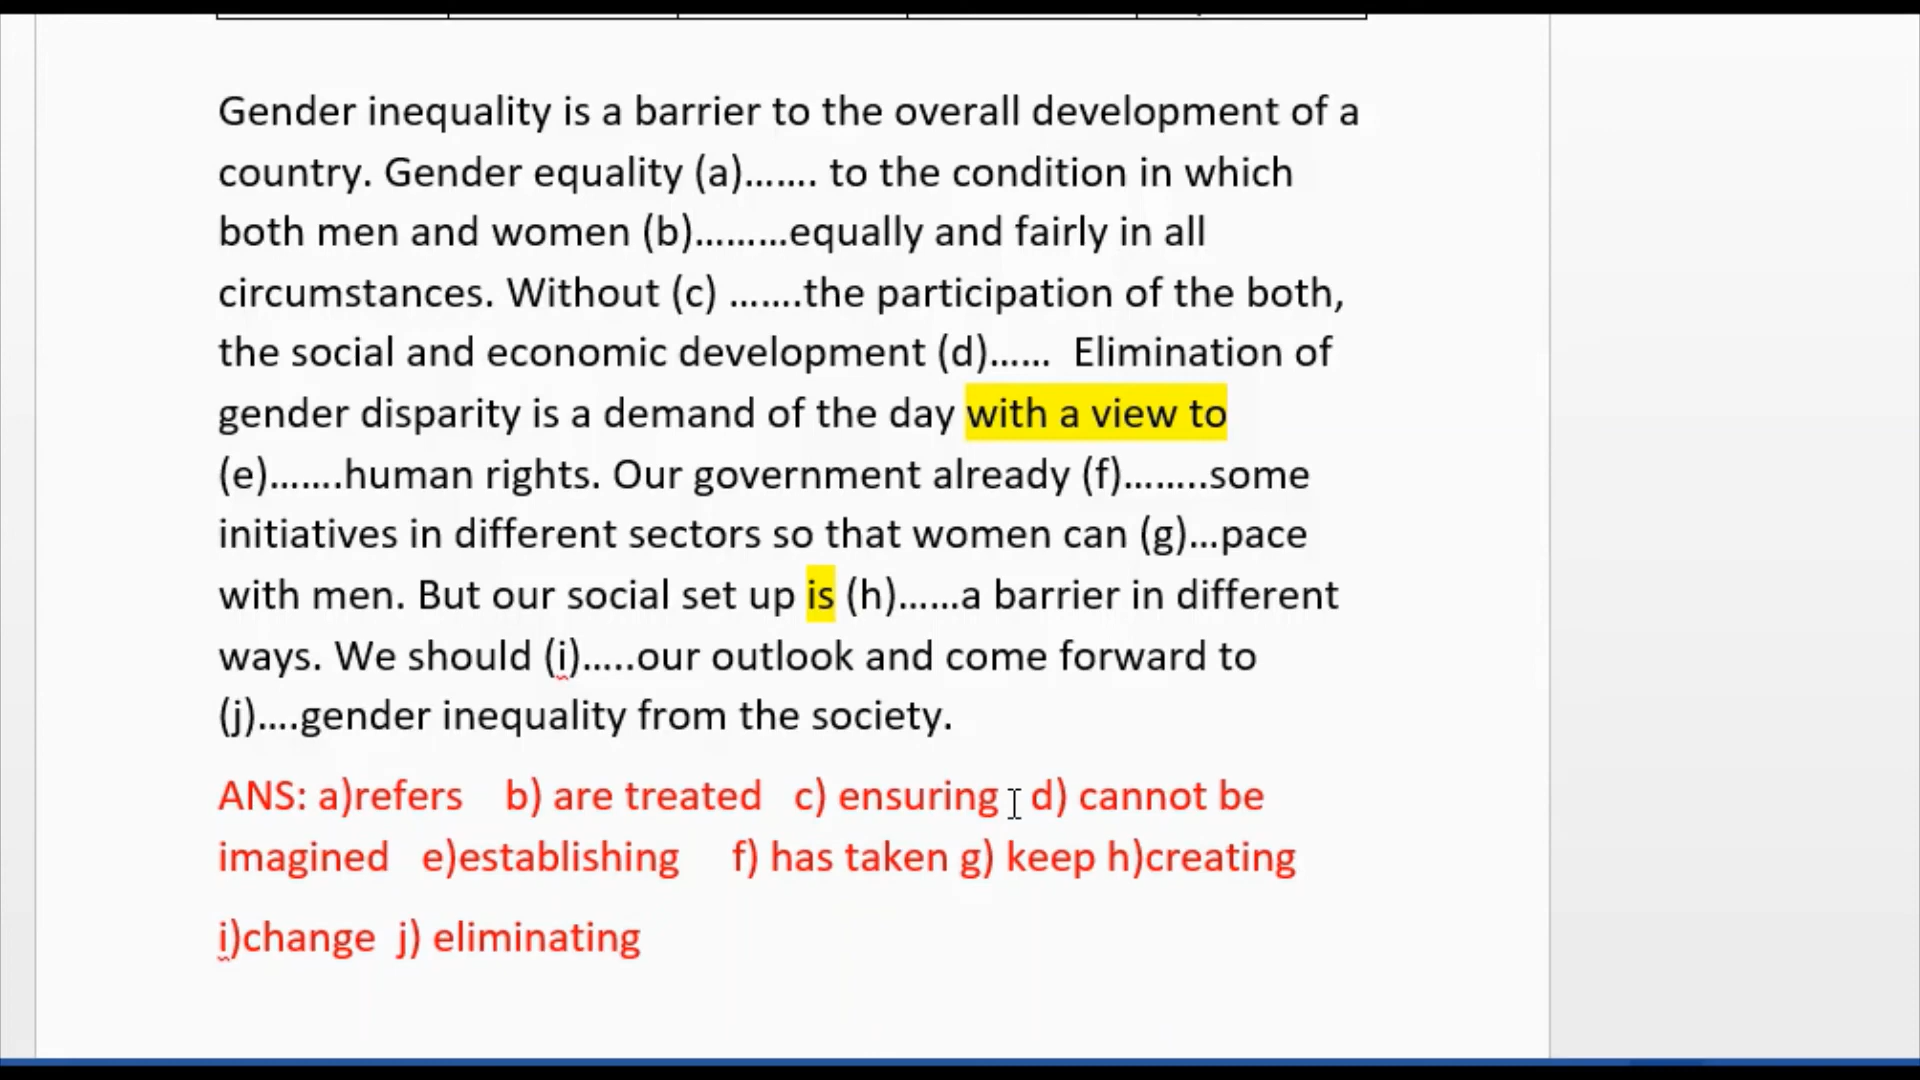 Gender inequality is a barrier to the overall development of a
country. Gender equality (a)……. to the condition in which
both men and women (b)………equally and fairly in all
circumstances. Without (c) …….the participation of the both,
the social and economic development (d)……  Elimination of
gender disparity is a demand of the day with a view to
(e)…….human rights. Our government already (f)……..some
initiatives in different sectors so that women can (g)…pace
with men. But our social set up is (h)……a barrier in different
ways. We should (i)…..our outlook and come forward to
(j)….gender inequality from the society.
ANS: a)refers    b) are treated   c) ensuring   d) cannot be
imagined   e)establishing     f) has taken g) keep h)creating
i)change  j) eliminating